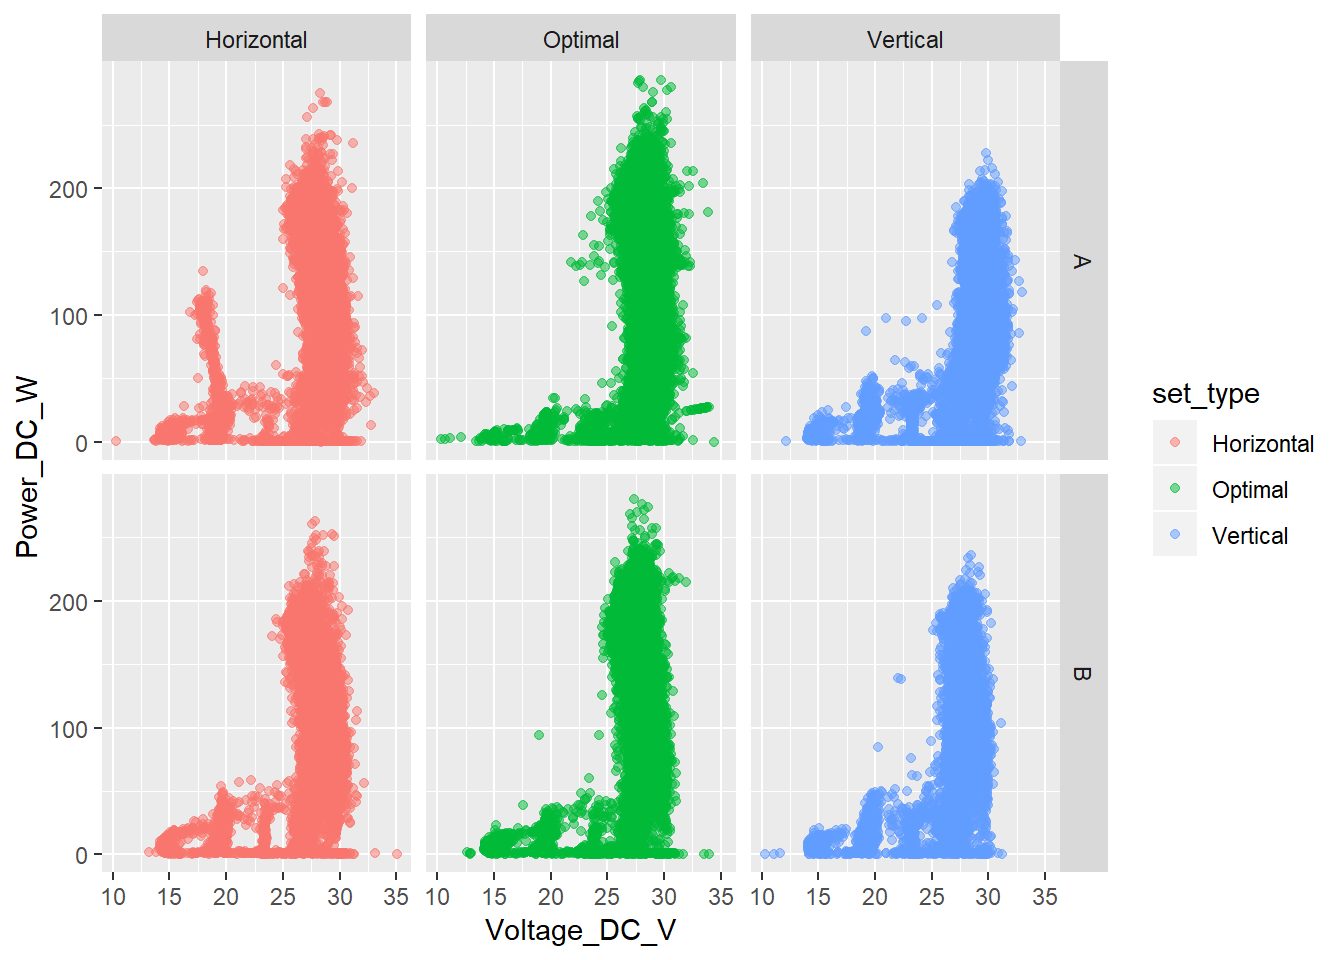 Horizontal Optimal Vertical
200
100
0
A
Power_DC_W
200
100
0
B
10 15 20 25 30 35 10 15 20 25 30 35 10 15 20 25 30 35
Voltage_DC_V
set_type
Horizontal
Optimal
Vertical